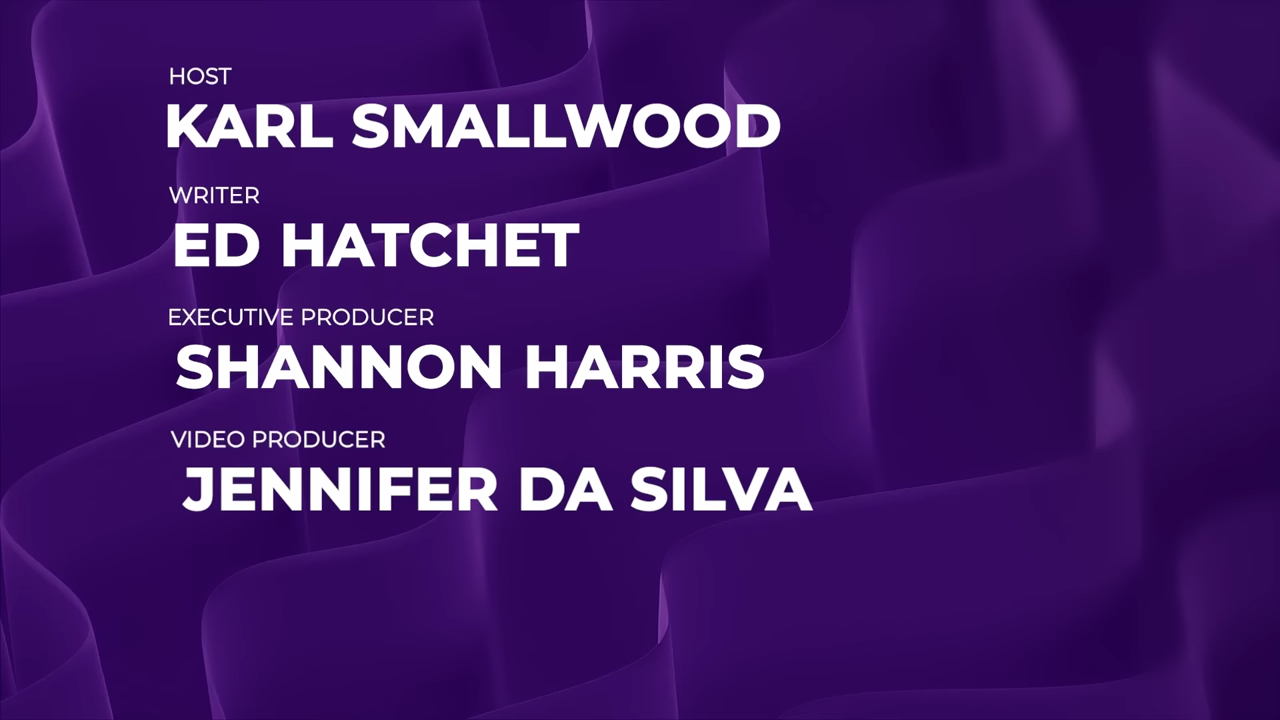 HOST
KARL SMALLWOOD
WRITER
ED HATCHET
EXECUTIVE PRODUCER
SHANNON HARRIS
VIDEO PRODUCER
JENNIFER DA SILVA